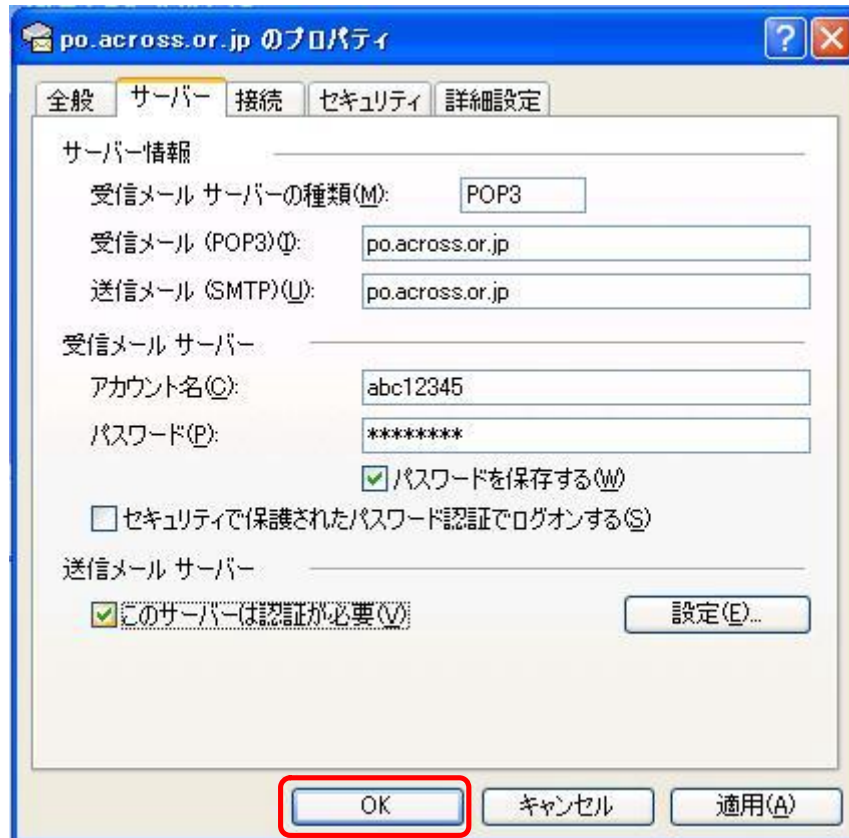 po.across.or.jp のプロパティ
全般 サーバー 接続 セキュリティ 詳細設定
サーバー情報
受信メール サーバーの種類(M): POP3
受信メール (POP3)(I): po.across.or.jp
送信メール (SMTP)(U): po.across.or.jp
受信メール サーバー
アカウント名(C): abc12345
パスワード(P): ********
パスワードを保存する(W)
セキュリティで保護されたパスワード認証でログオンする(S)
送信メール サーバー
このサーバーは認証が必要(V) 設定(E)...
OK キャンセル 適用(A)